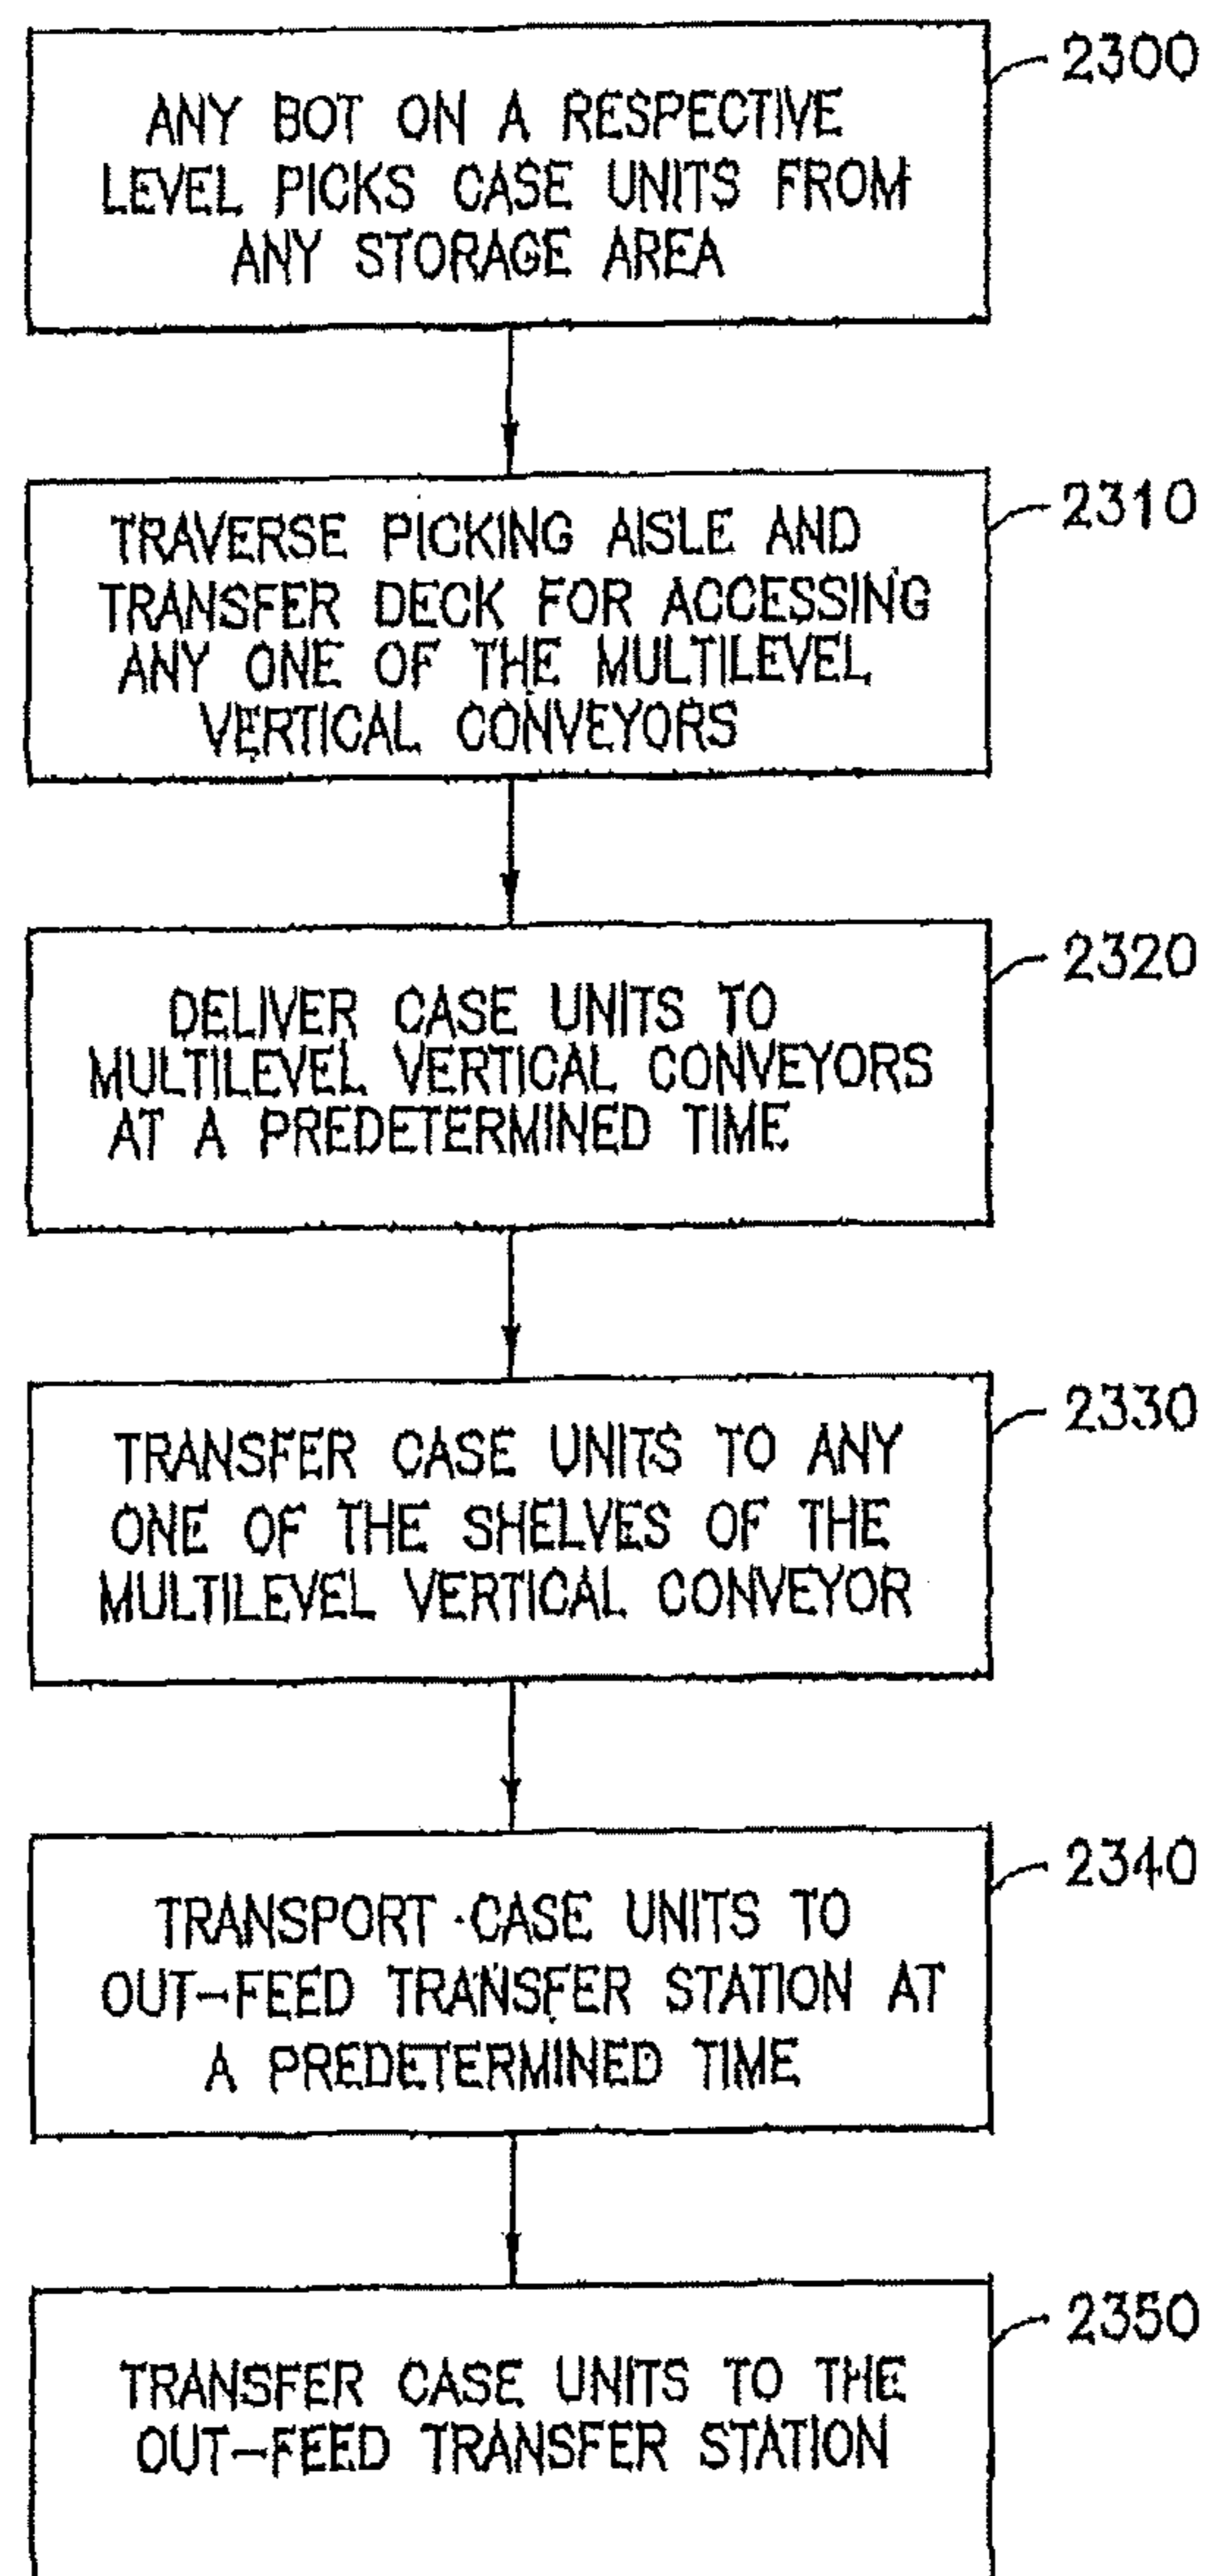 2300
ANY BOT ON A RESPECTIVE
LEVEL PICKS CASE UNITS FROM
ANY STORAGE AREA
2310
TRAVERSE PICKING AISLE AND
TRANSFER DECK FOR ACCESSING
ANY ONE OF THE MULTILEVEL
VERTICAL CONVEYORS
2320
DELIVER CASE UNITS TO
MULTILEVEL VERTICAL CONVEYORS
AT A PREDETERMINED TIME
2330
TRANSFER CASE UNITS TO ANY
ONE OF THE SHELVES OF THE
MULTILEVEL VERTICAL CONVEYOR
2340
TRANSPORT CASE UNITS TO
OUT-FEED TRANSFER STATION AT
A PREDETERMINED TIME
2350
TRANSFER CASE UNITS TO THE
OUT-FEED TRANSFER STATION